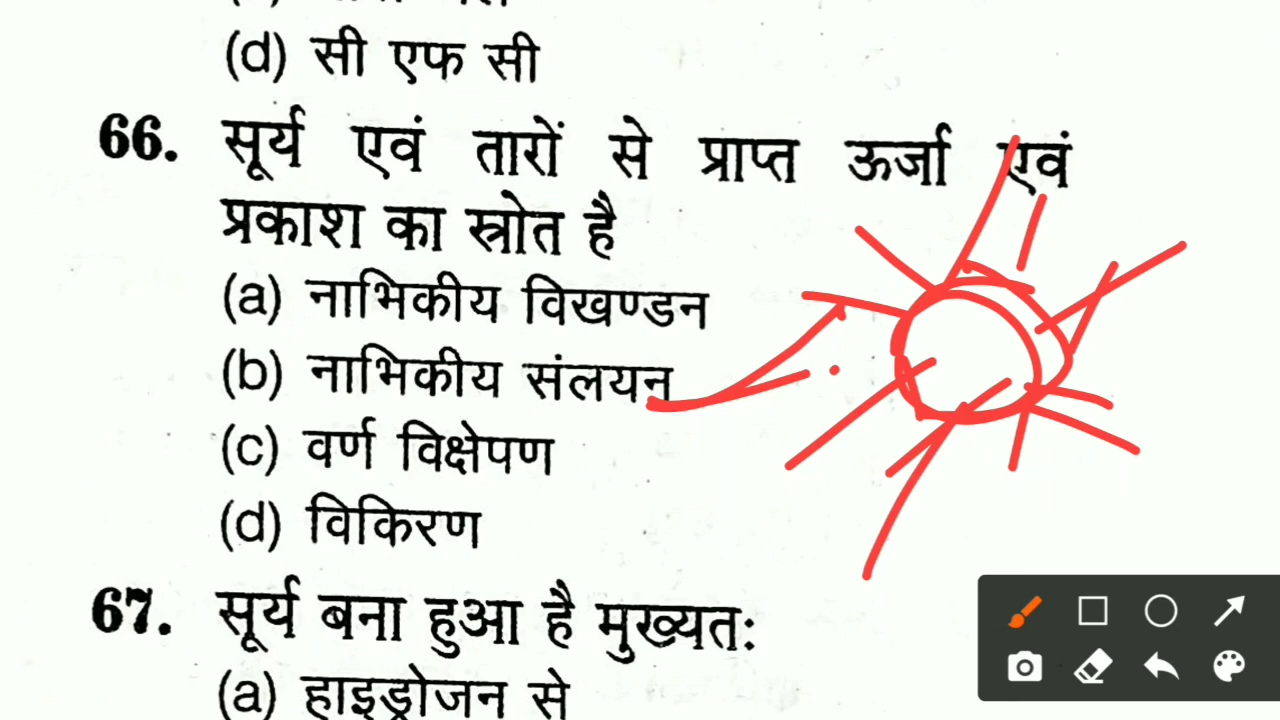 (d) सी एफ सी
66. सूर्य एवं तारों से प्राप्त ऊर्जा एवं
प्रकाश का स्रोत है
(a) नाभिकीय विखण्डन
(b) नाभिकीय संलयन
(c) वर्ण विक्षेपण
(d) विकिरण
67. सूर्य बना हुआ है मुख्यतः
(a) हाइड्रोजन से